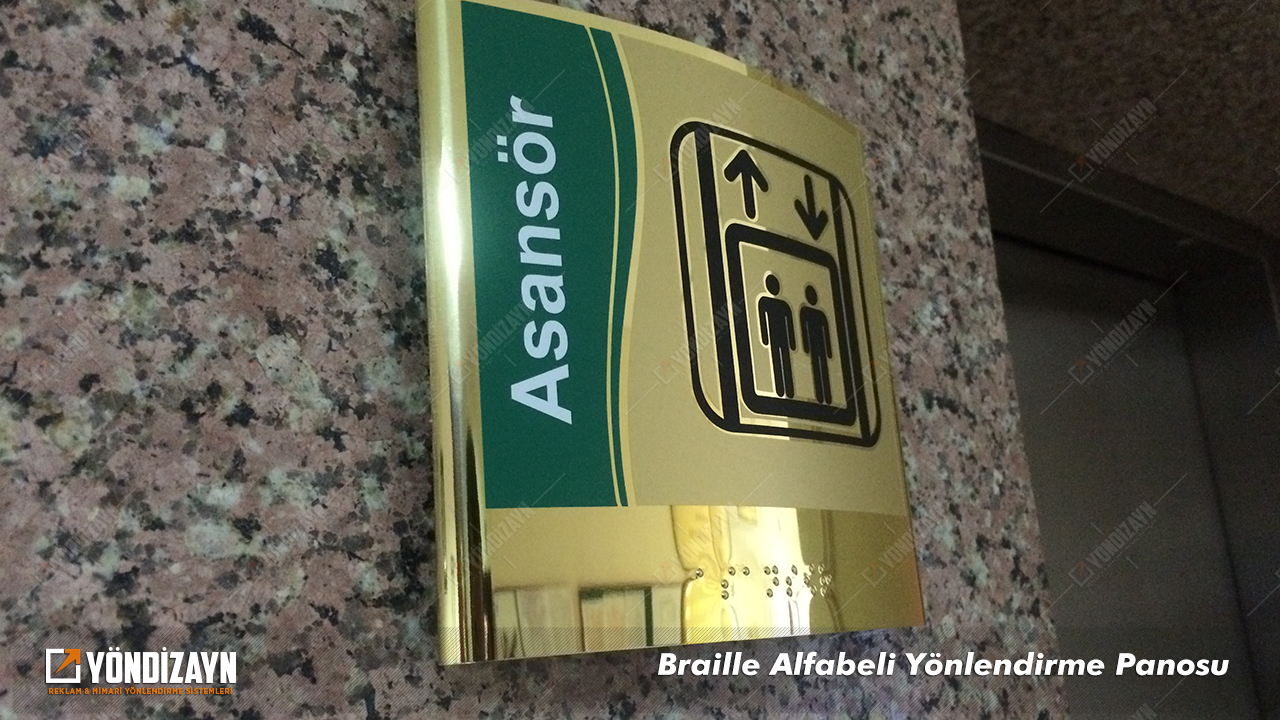 Asansör
YÖNDİZAYN
REKLAM & MİMARİ YÖNLENDİRME SİSTEMLERİ
Braille Alfabeli Yönlendirme Panosu